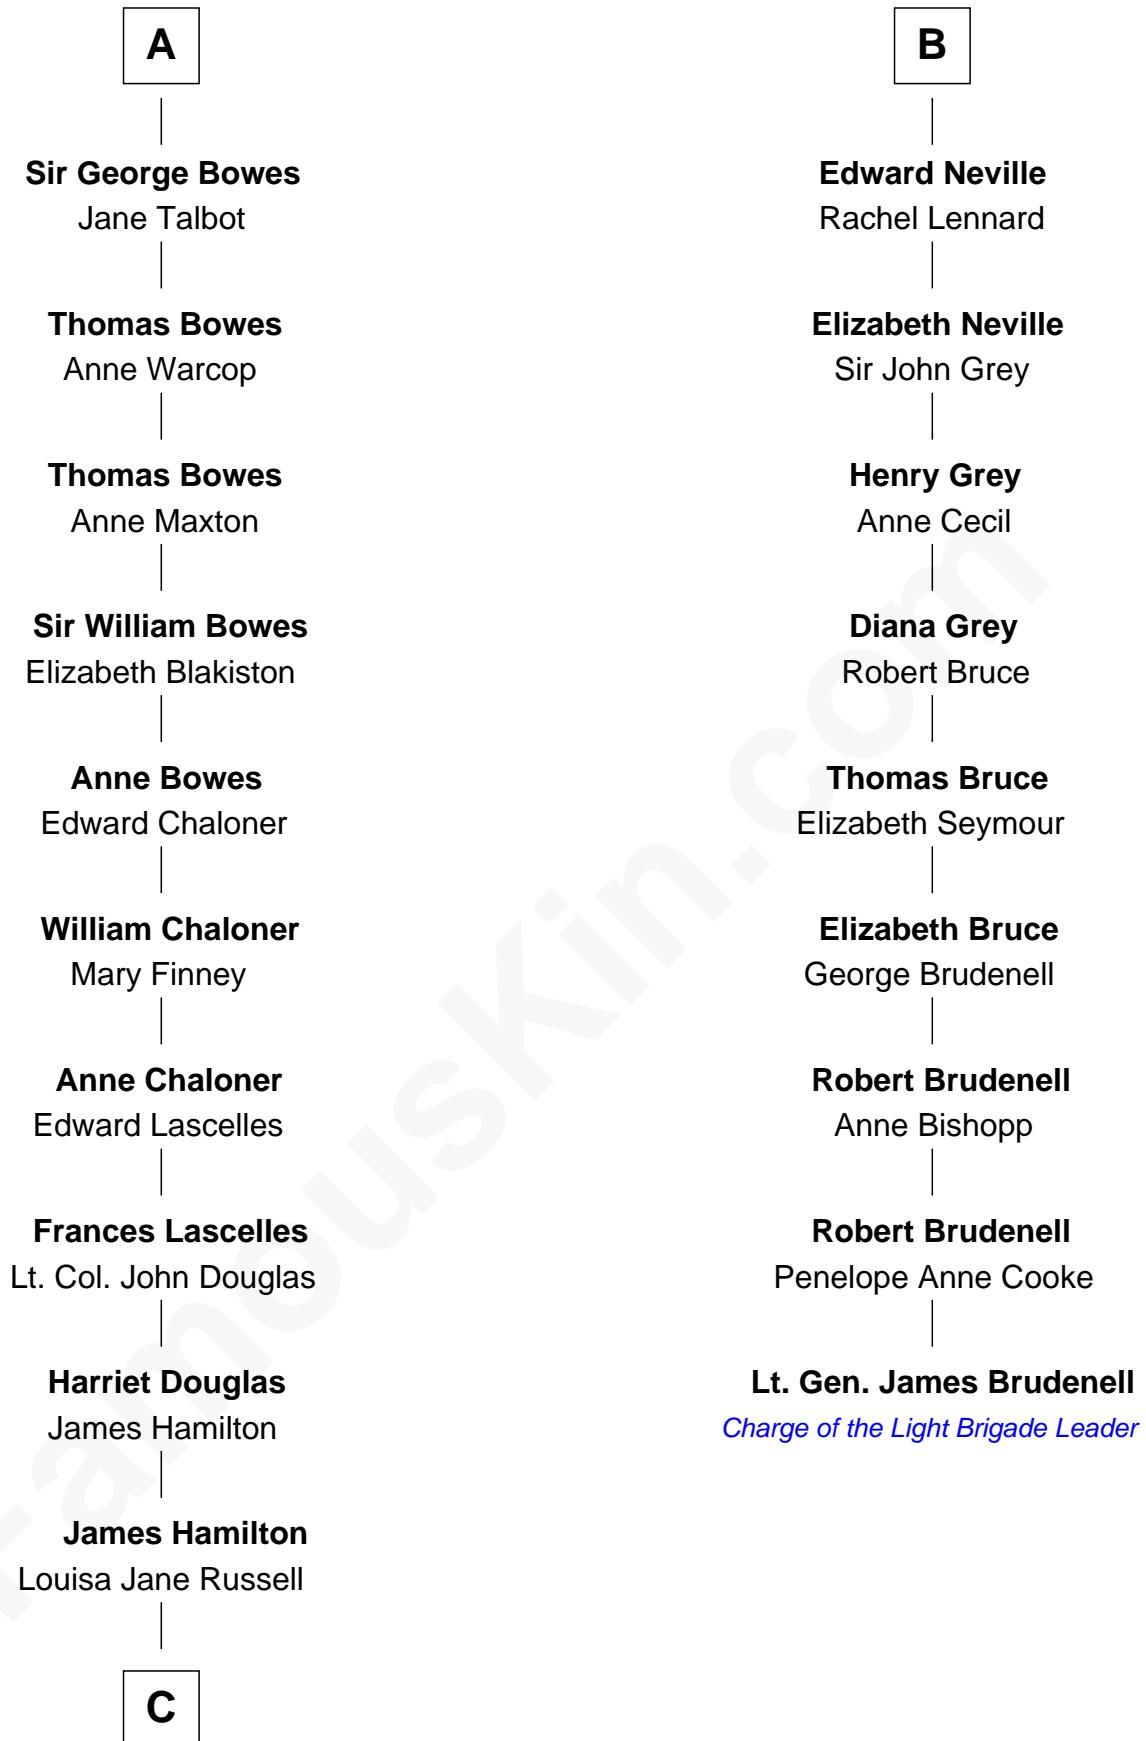 A
Sir George Bowes
Jane Talbot
Thomas Bowes
Anne Warcop
Thomas Bowes
Anne Maxton
Sir William Bowes
Elizabeth Blakiston
Anne Bowes
Edward Chaloner
William Chaloner
Mary Finney
Anne Chaloner
Edward Lascelles
Frances Lascelles
Lt. Col. John Douglas
Harriet Douglas
James Hamilton
James Hamilton
Louisa Jane Russell
C
B
Edward Neville
Rachel Lennard
Elizabeth Neville
Sir John Grey
Henry Grey
Anne Cecil
Diana Grey
Robert Bruce
Thomas Bruce
Elizabeth Seymour
Elizabeth Bruce
George Brudenell
Robert Brudenell
Anne Bishopp
Robert Brudenell
Penelope Anne Cooke
Lt. Gen. James Brudenell
Charge of the Light Brigade Leader
FamousKin.com